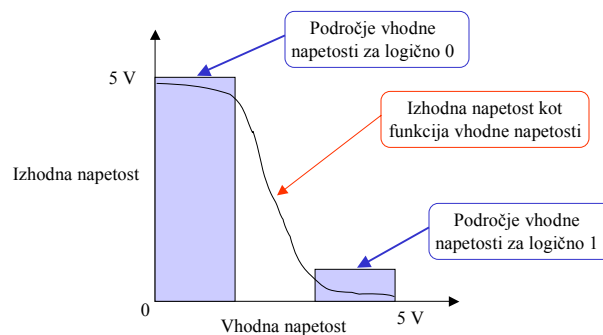 Področje vhodne
napetosti za logično 0
5 V
Izhodna napetost kot
funkcija vhodne napetosti
Izhodna napetost
Področje vhodne
napetosti za logično 1
0
5 V
Vhodna napetost